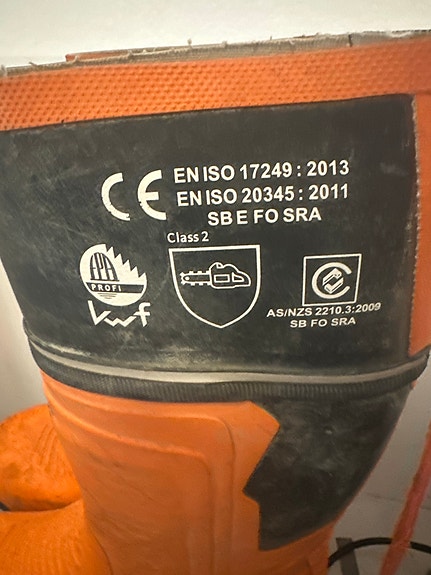 CE EN ISO 17249 : 2013
EN ISO 20345 : 2011
SB E FO SRA
Class 2
PROFI
KWF
AS/NZS 2210.3:2009
SB FO SRA